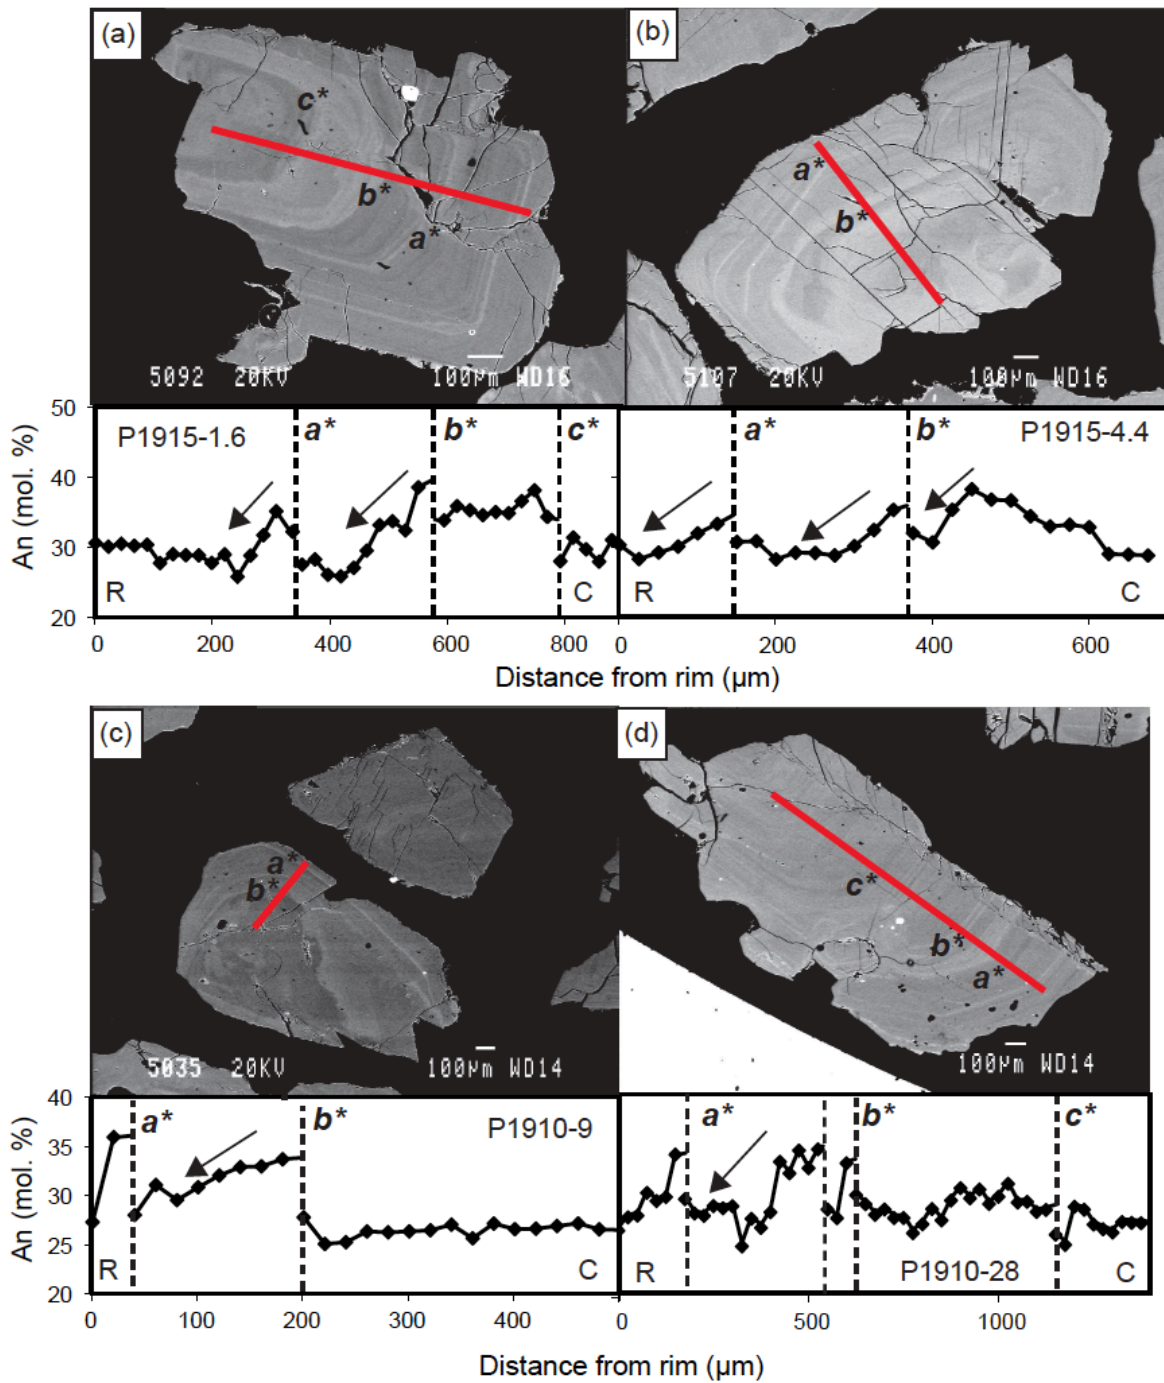 (a)
(b)
c*
b*
a*
a*
b*
5092 20KV 100µm WD16
5107 20KV 100µm WD16
50
40
30
20
An (mol. %)
P1915-1.6
a*
b*
c*
R
C
a*
b*
P1915-4.4
R
C
0 200 400 600 800 0 200 400 600
Distance from rim (µm)
(c)
(d)
a*
b*
c*
b*
a*
5035 20KV 100µm WD14
100µm WD14
40
35
30
25
20
An (mol. %)
a*
b*
P1910-9
R
C
a*
b*
c*
R
P1910-28
C
0 100 200 300 400 0 500 1000
Distance from rim (µm)